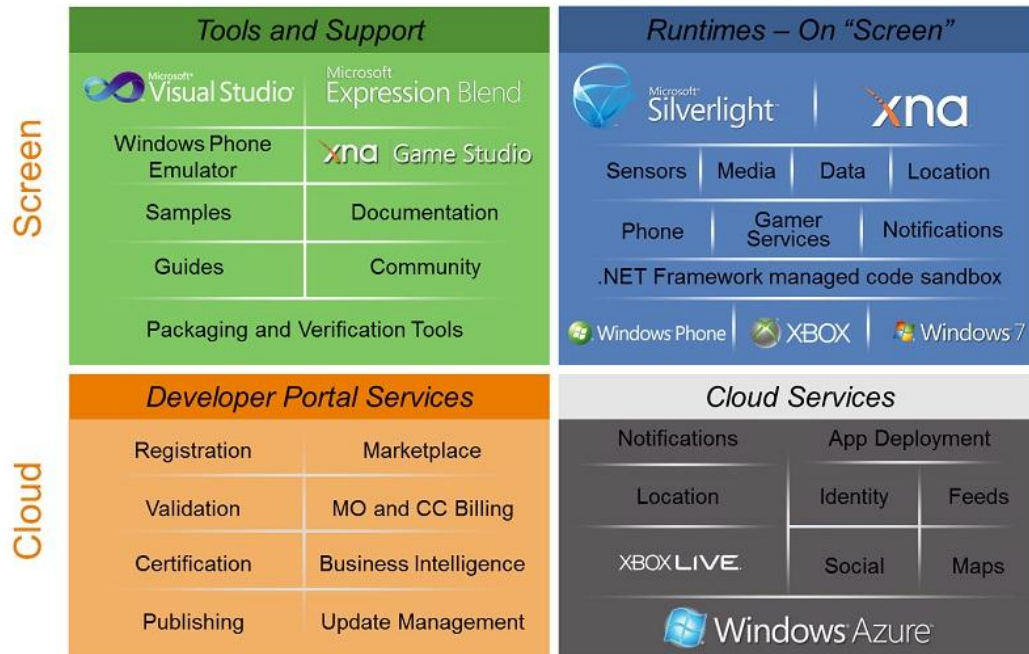 Screen
Tools and Support
Microsoft® Visual Studio®
Microsoft Expression Blend
Windows Phone
Emulator
xna Game Studio
Samples
Documentation
Guides
Community
Packaging and Verification Tools
Runtimes – On “Screen”
Microsoft® Silverlight™
xna
Sensors
Media
Data
Location
Phone
Gamer
Services
Notifications
.NET Framework managed code sandbox
Windows Phone
XBOX
Windows 7
Cloud
Developer Portal Services
Registration
Marketplace
Validation
MO and CC Billing
Certification
Business Intelligence
Publishing
Update Management
Cloud Services
Notifications
App Deployment
Location
Identity
Feeds
XBOX LIVE.
Social
Maps
Windows® Azure™